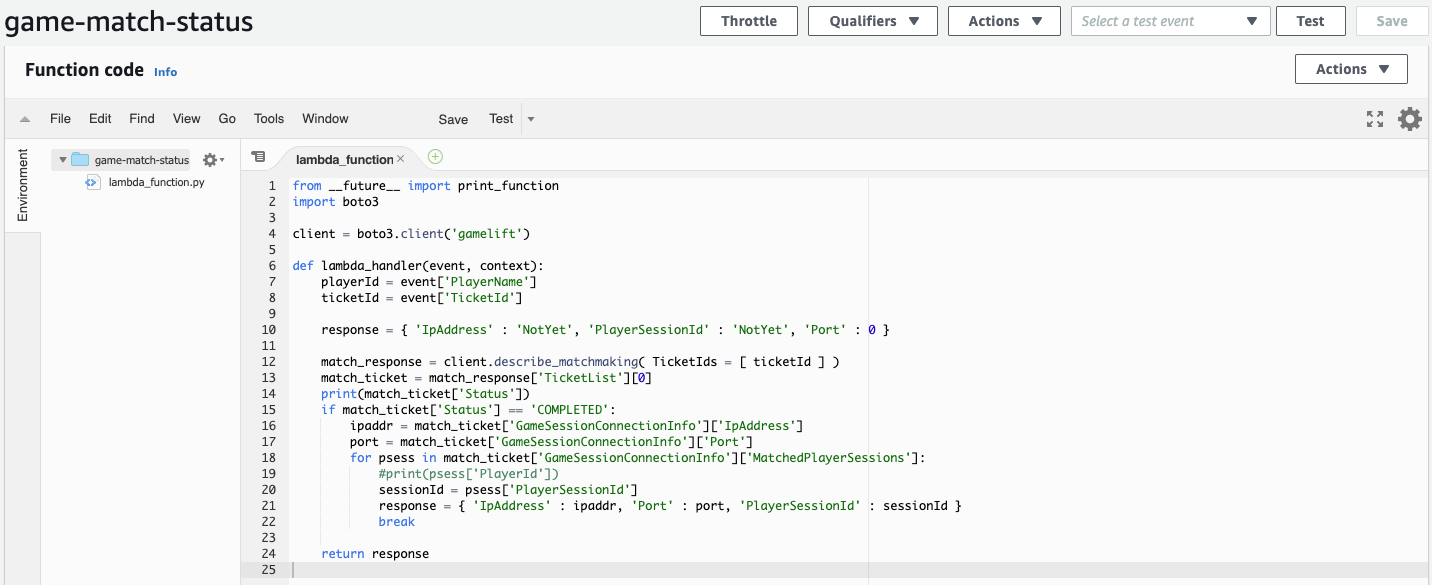 game-match-status
Throttle Qualifiers Actions Select a test event Test Save
Function code Info
Actions
File Edit Find View Go Tools Window Save Test
Environment
game-match-status
lambda_function.py
lambda_function
1 from __future__ import print_function
2 import boto3
3
4 client = boto3.client('gamelift')
5
6 def lambda_handler(event, context):
7     playerId = event['PlayerName']
8     ticketId = event['TicketId']
9
10     response = { 'IpAddress' : 'NotYet', 'PlayerSessionId' : 'NotYet', 'Port' : 0 }
11
12     match_response = client.describe_matchmaking( TicketIds = [ ticketId ] )
13     match_ticket = match_response['TicketList'][0]
14     print(match_ticket['Status'])
15     if match_ticket['Status'] == 'COMPLETED':
16         ipaddr = match_ticket['GameSessionConnectionInfo']['IpAddress']
17         port = match_ticket['GameSessionConnectionInfo']['Port']
18         for psess in match_ticket['GameSessionConnectionInfo']['MatchedPlayerSessions']:
19             #print(psess['PlayerId'])
20             sessionId = psess['PlayerSessionId']
21             response = { 'IpAddress' : ipaddr, 'Port' : port, 'PlayerSessionId' : sessionId }
22             break
23
24     return response
25